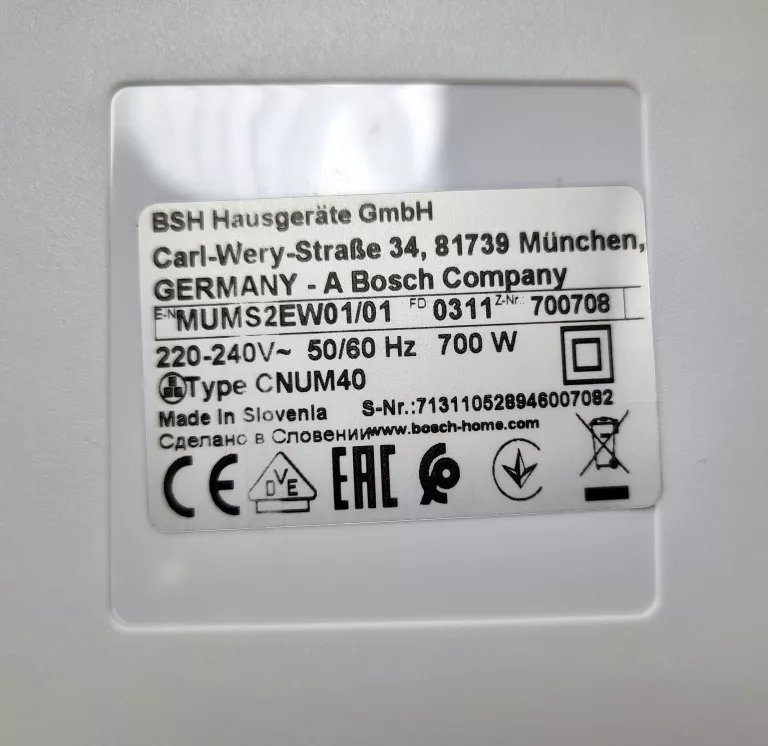 BSH Hausgeräte GmbH
Carl-Wery-Straße 34, 81739 München,
GERMANY - A Bosch Company
E-Nr MUMS2EW01/01 FD 0311 Z-Nr. 700708
220-240V~ 50/60 Hz 700 W
Type CNUM40
Made in Slovenia S-Nr.:713110528946007082
Сделано в Словении www.bosch-home.com
CE DVE EAC